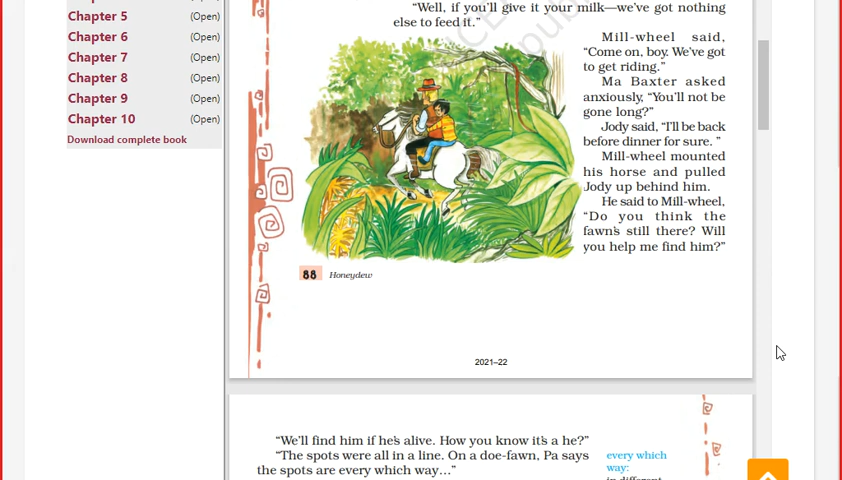 Chapter 5 (Open)
Chapter 6 (Open)
Chapter 7 (Open)
Chapter 8 (Open)
Chapter 9 (Open)
Chapter 10 (Open)
Download complete book
“Well, if you’ll give it your milk—we’ve got nothing
else to feed it.”
Mill-wheel said,
“Come on, boy. We’ve got
to get riding.”
Ma Baxter asked
anxiously, “You’ll not be
gone long?”
Jody said, “I’ll be back
before dinner for sure. ”
Mill-wheel mounted
his horse and pulled
Jody up behind him.
He said to Mill-wheel,
“Do you think the
fawn’s still there? Will
you help me find him?”
88 Honeydew
2021–22
“We’ll find him if he’s alive. How you know it’s a he?”
“The spots were all in a line. On a doe-fawn, Pa says
the spots are every which way...”
every which
way: